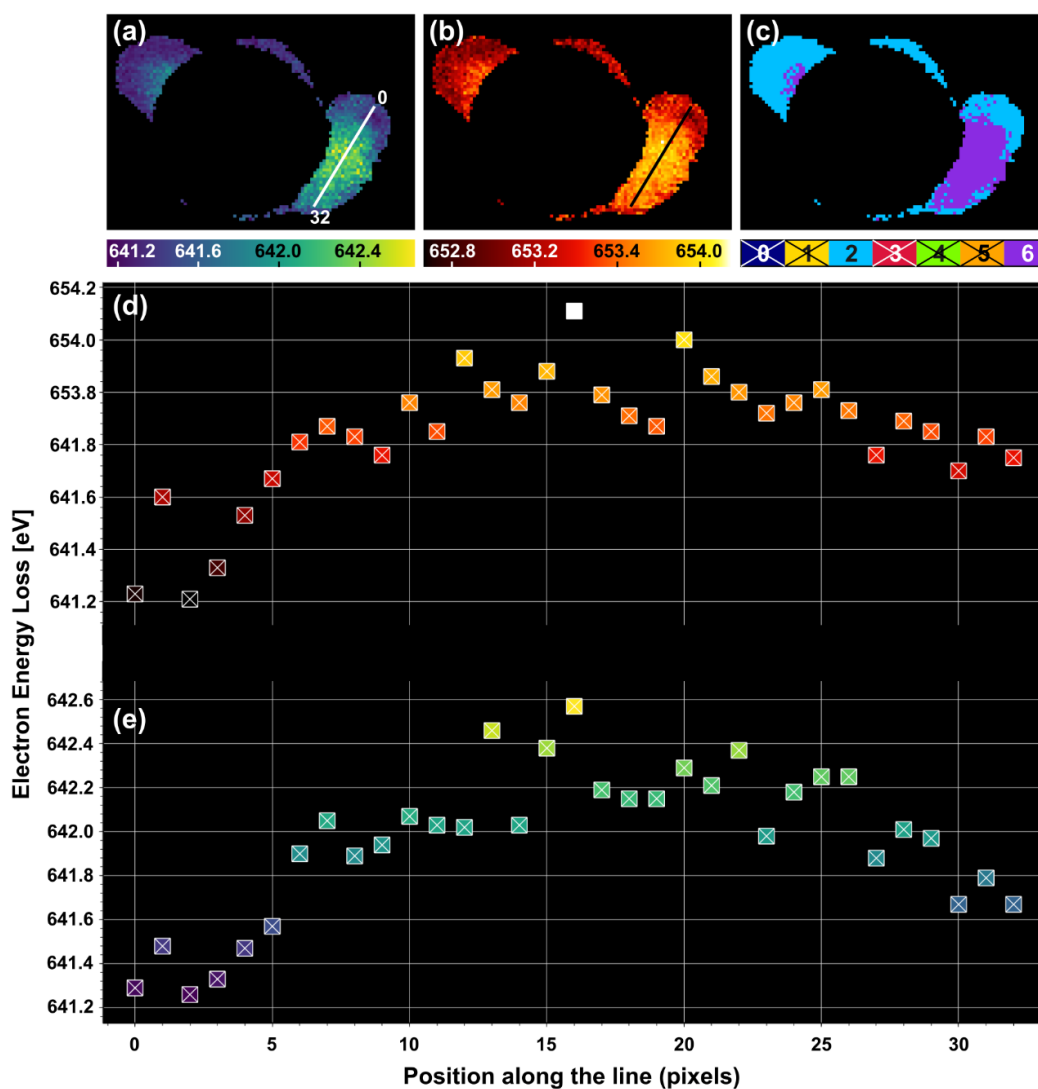 (a) (b) (c)
0
32
641.2 641.6 642.0 642.4 652.8 653.2 653.4 654.0 0 1 2 3 4 5 6
654.2
(d)
654.0
653.8
641.8
641.6
641.4
641.2
Electron Energy Loss [eV]
642.6
(e)
642.4
642.2
642.0
641.8
641.6
641.4
641.2
0 5 10 15 20 25 30
Position along the line (pixels)